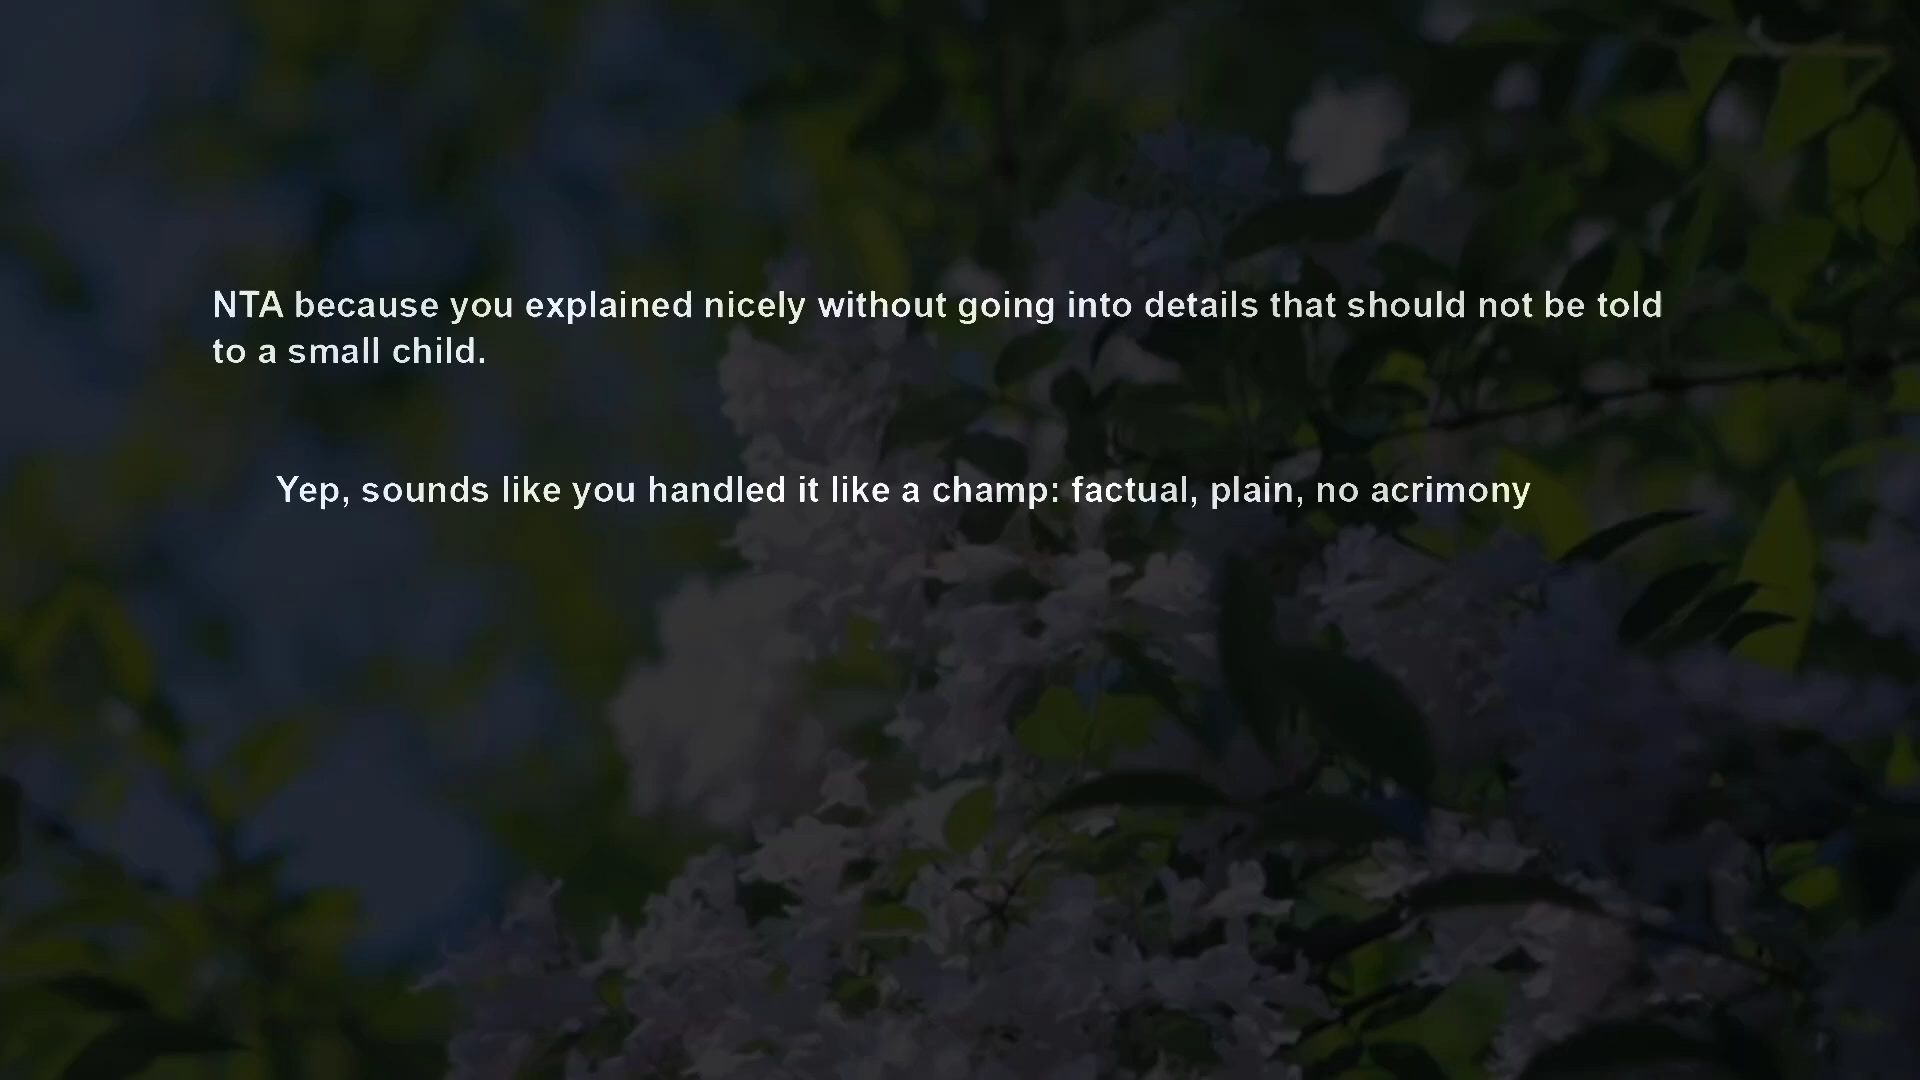 NTA because you explained nicely without going into details that should not be told
to a small child.
Yep, sounds like you handled it like a champ: factual, plain, no acrimony